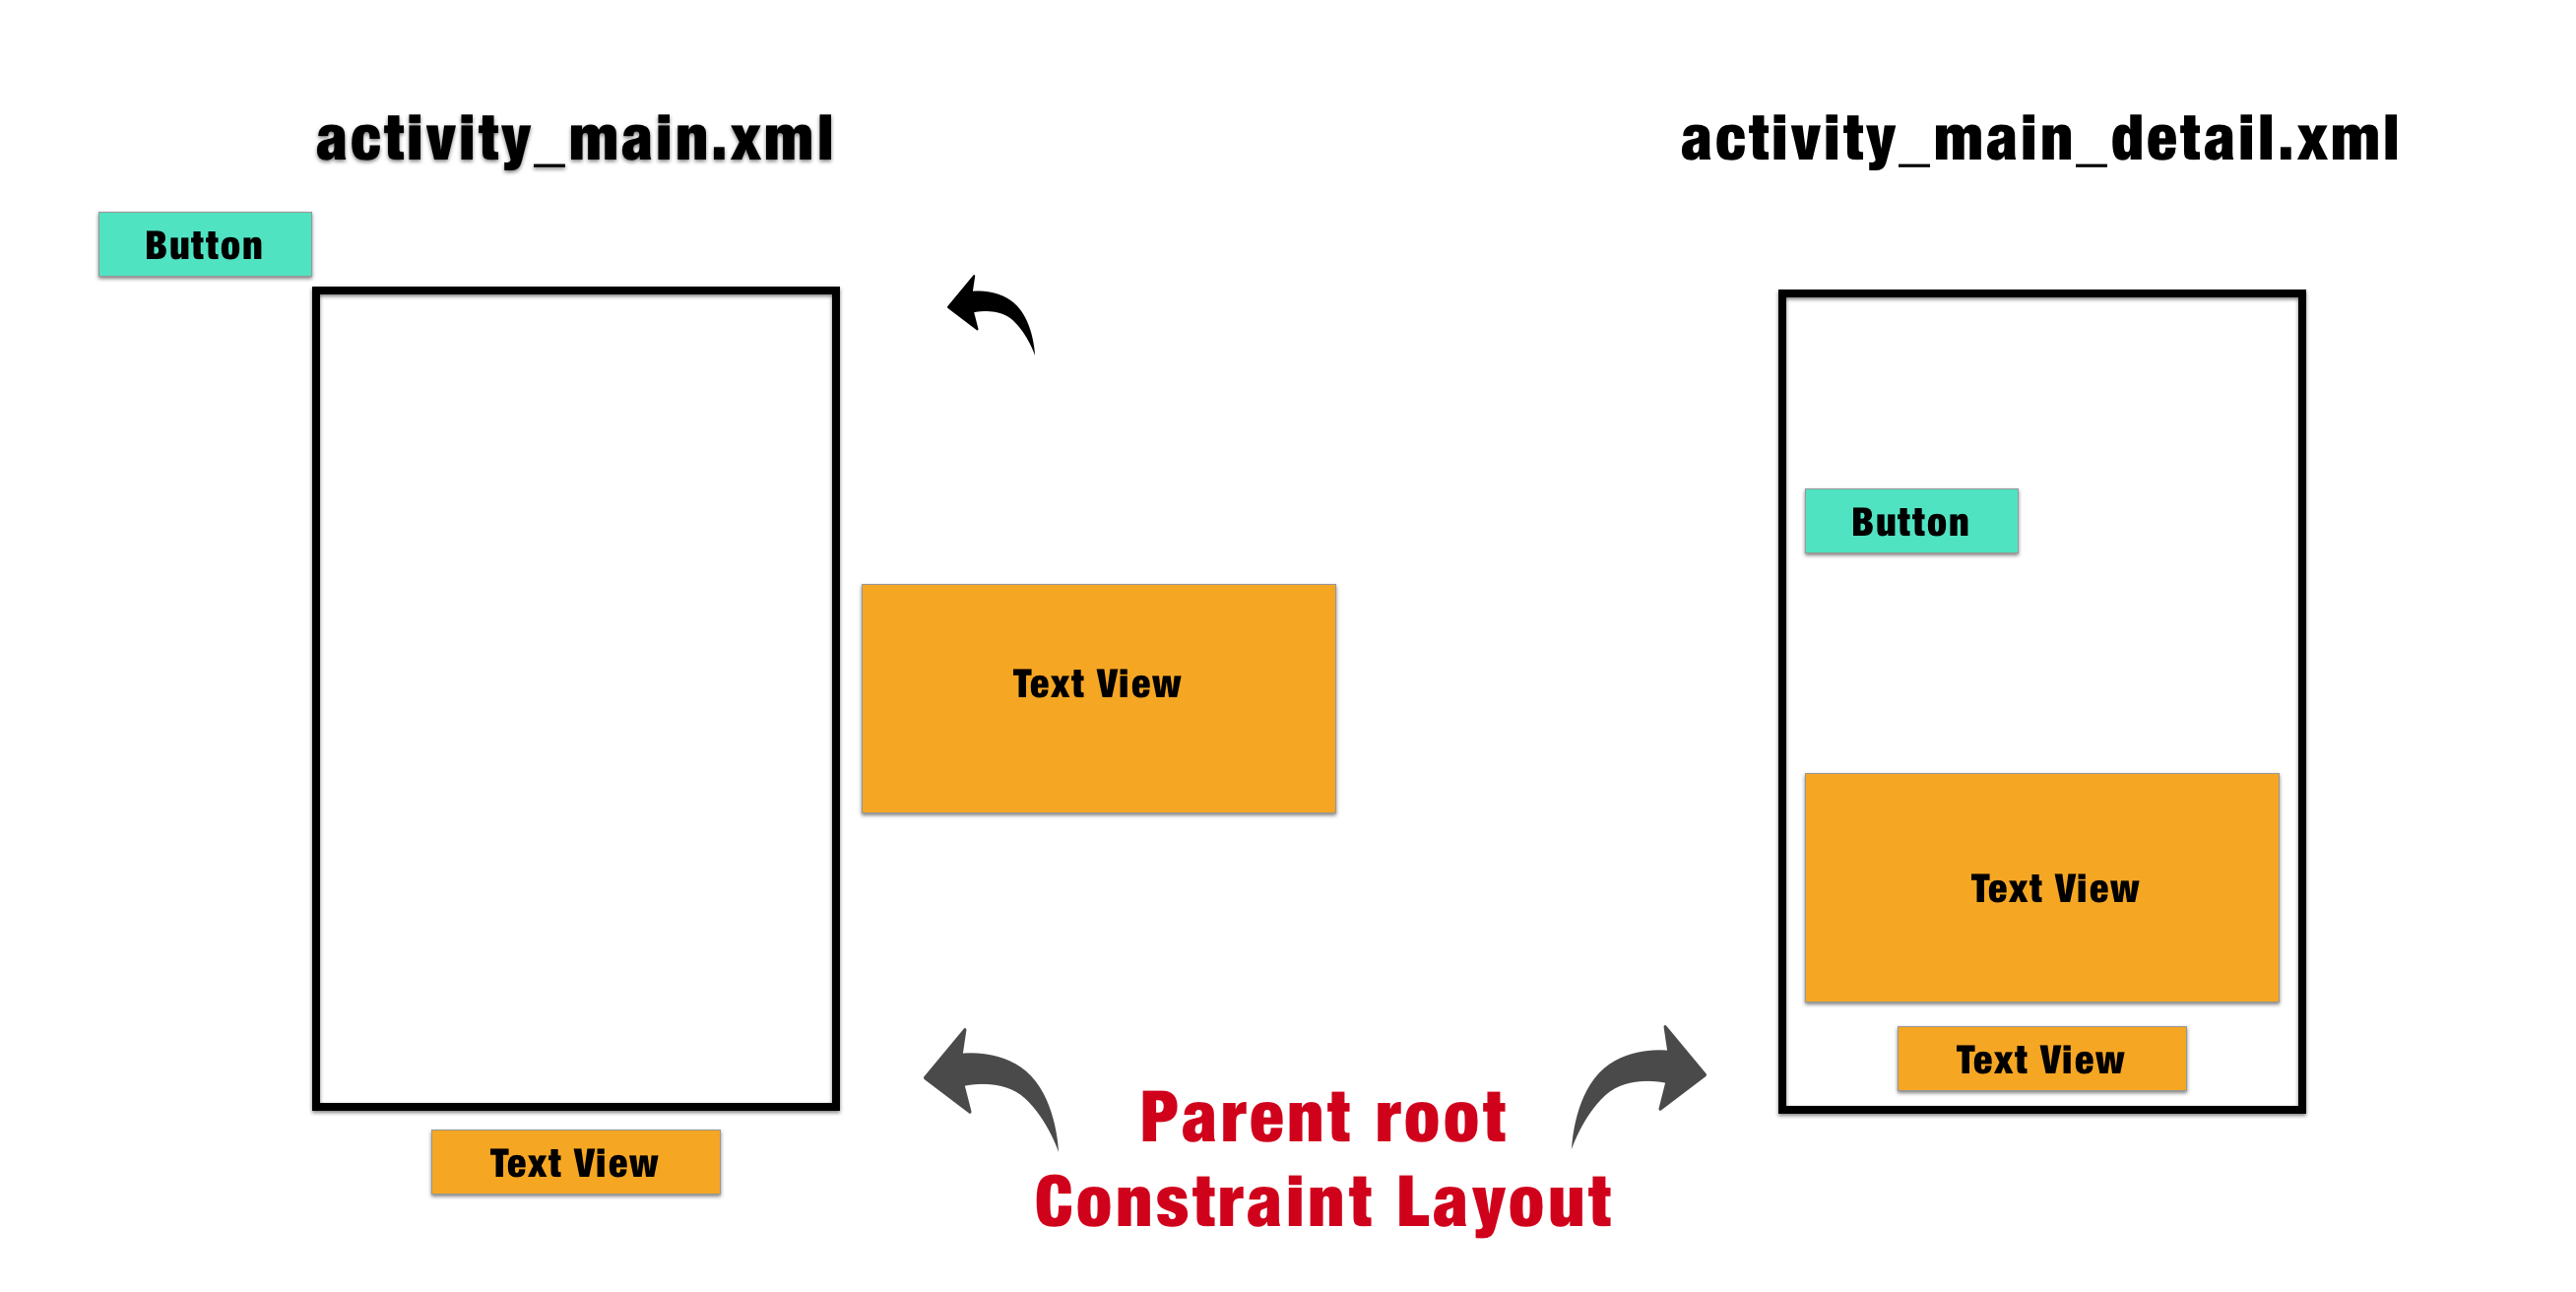 activity_main.xml
activity_main_detail.xml
Button
Button
Text View
Text View
Text View
Text View
Parent root
Constraint Layout